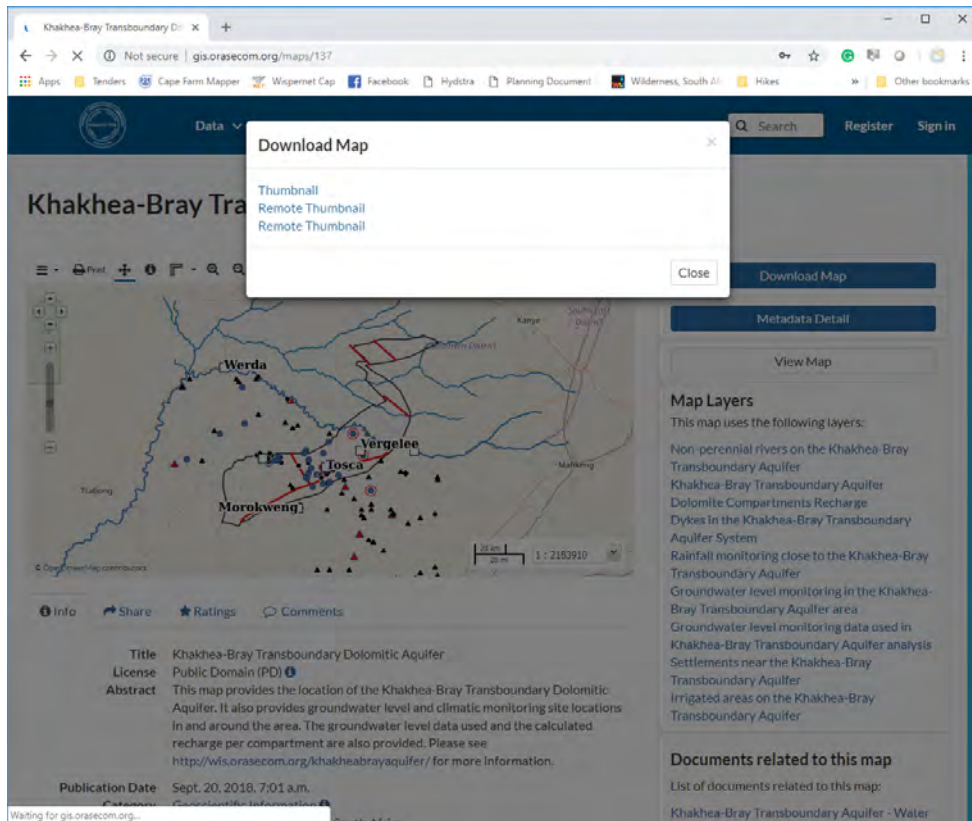 Khakhea-Bray Transboundary Do
Not secure | gis.orasecom.org/maps/137
Apps Tenders Cape Farm Mapper Wispernet Cap Facebook Hydstra Planning Document Wilderness, South Af Hikes » Other bookmarks
Data Search Register Sign in
Download Map ×
Thumbnail
Remote Thumbnail
Remote Thumbnail
Close
Khakhea-Bray Tra
Print
Download Map
Metadata Detail
View Map
Kanye
Werda
Vergelee
Tosca
Mahikeng
Tsabong
Morokweng
20 km
20 mi
1 : 2183910
© OpenStreetMap contributors
Map Layers
This map uses the following layers:
Non-perennial rivers on the Khakhea-Bray
Transboundary Aquifer
Khakhea-Bray Transboundary Aquifer
Dolomite Compartments Recharge
Dykes in the Khakhea-Bray Transboundary
Aquifer System
Rainfall monitoring close to the Khakhea-Bray
Transboundary Aquifer
Groundwater level monitoring in the Khakhea-
Bray Transboundary Aquifer area
Groundwater level monitoring data used in
Khakhea-Bray Transboundary Aquifer analysis
Settlements near the Khakhea-Bray
Transboundary Aquifer
Irrigated areas on the Khakhea-Bray
Transboundary Aquifer
Info Share Ratings Comments
Title Khakhea-Bray Transboundary Dolomitic Aquifer
License Public Domain (PD)
Abstract This map provides the location of the Khakhea-Bray Transboundary Dolomitic
Aquifer. It also provides groundwater level and climatic monitoring site locations
in and around the area. The groundwater level data used and the calculated
recharge per compartment are also provided. Please see
http://wis.orasecom.org/khakheabrayaquifer/ for more information.
Publication Date Sept. 20, 2018, 7:01 a.m.
Category Geoscientific Information
Documents related to this map
List of documents related to this map:
Khakhea-Bray Transboundary Aquifer - Water
Waiting for gis.orasecom.org...